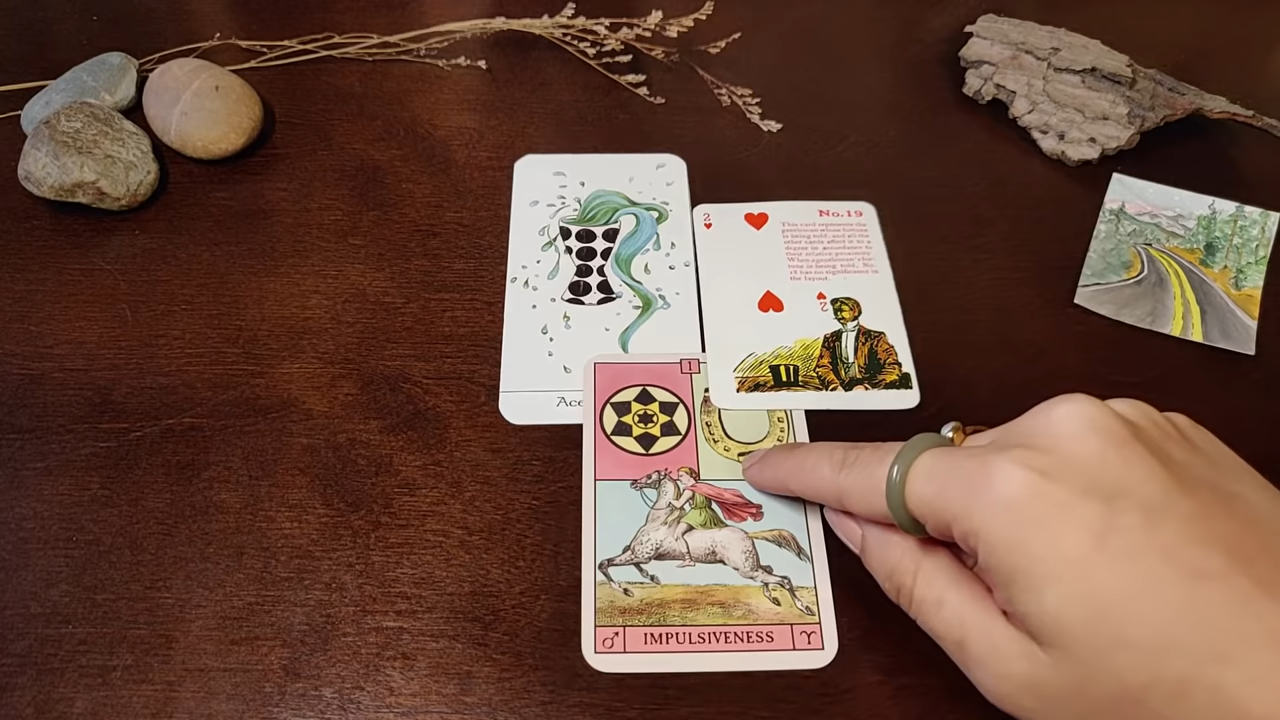 2
No.19
This card represents the
gentleman whose fortune
is being told, and all the
other cards affect it to a
degree in accordance to
their relative proximity.
When a gentleman's for-
tune is being told, No.
18 has no significance in
the layout.
2
Ace
1
IMPULSIVENESS